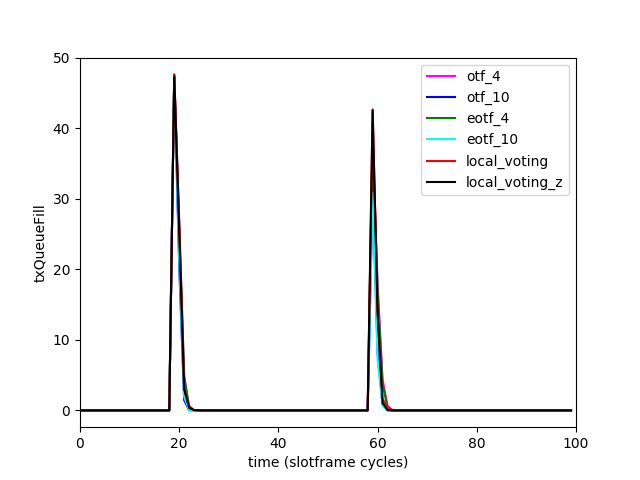 50
40
30
20
10
0
txQueueFill
otf_4
otf_10
eotf_4
eotf_10
local_voting
local_voting_z
0 20 40 60 80 100
time (slotframe cycles)